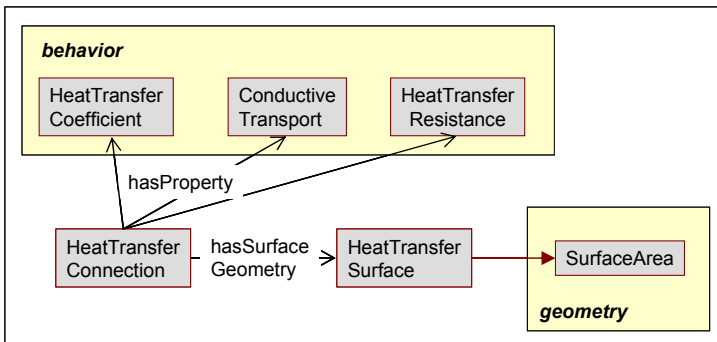 behavior
HeatTransfer
Coefficient
Conductive
Transport
HeatTransfer
Resistance
hasProperty
HeatTransfer
Connection
hasSurface
Geometry
HeatTransfer
Surface
SurfaceArea
geometry